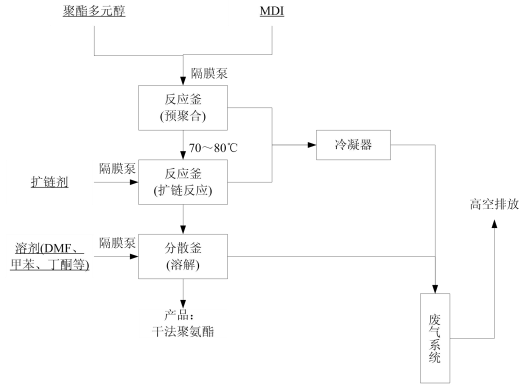 聚酯多元醇
MDI
隔膜泵
反应釜
(预聚合)
70～80℃
冷凝器
隔膜泵
扩链剂
反应釜
(扩链反应)
高空排放
隔膜泵
溶剂(DMF、
甲苯、丁酮等)
分散釜
(溶解)
产品：
干法聚氨酯
废气系统